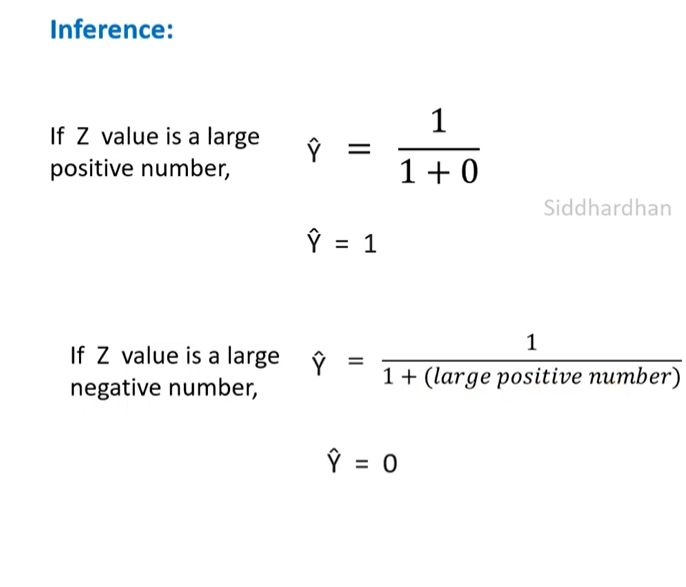 Inference:
If Z value is a large
positive number,
Ŷ = 1 / (1 + 0)
Siddhardhan
Ŷ = 1
If Z value is a large
negative number,
Ŷ = 1 / (1 + (large positive number))
Ŷ = 0